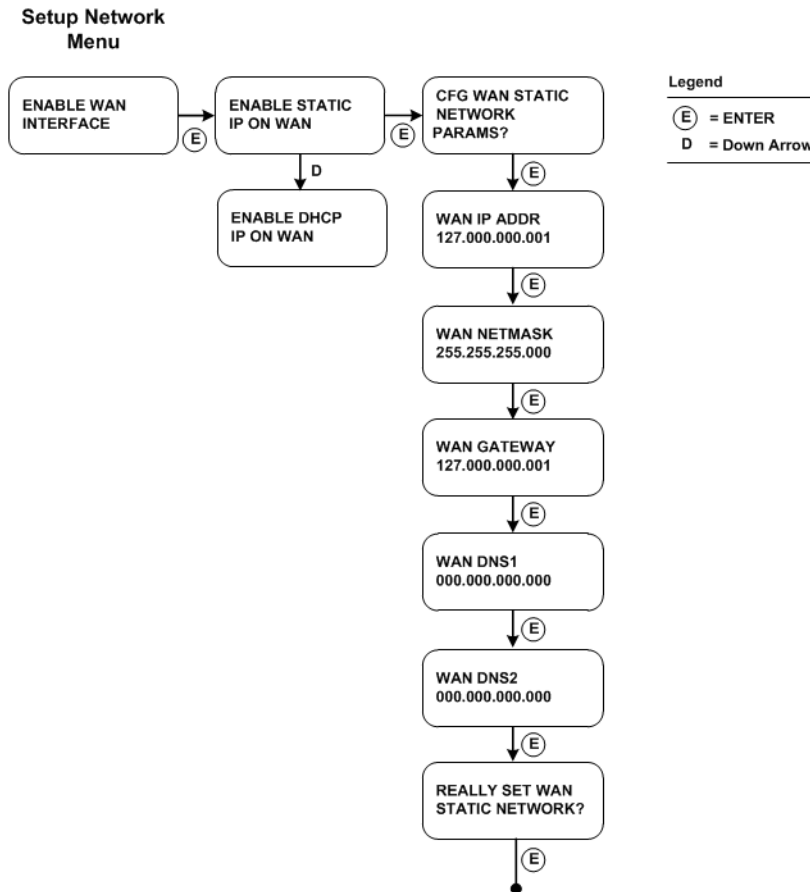 Setup Network
Menu
ENABLE WAN
INTERFACE
E
ENABLE STATIC
IP ON WAN
E
CFG WAN STATIC
NETWORK
PARAMS?
Legend
E = ENTER
D = Down Arrow
D
ENABLE DHCP
IP ON WAN
E
WAN IP ADDR
127.000.000.001
E
WAN NETMASK
255.255.255.000
E
WAN GATEWAY
127.000.000.001
E
WAN DNS1
000.000.000.000
E
WAN DNS2
000.000.000.000
E
REALLY SET WAN
STATIC NETWORK?
E